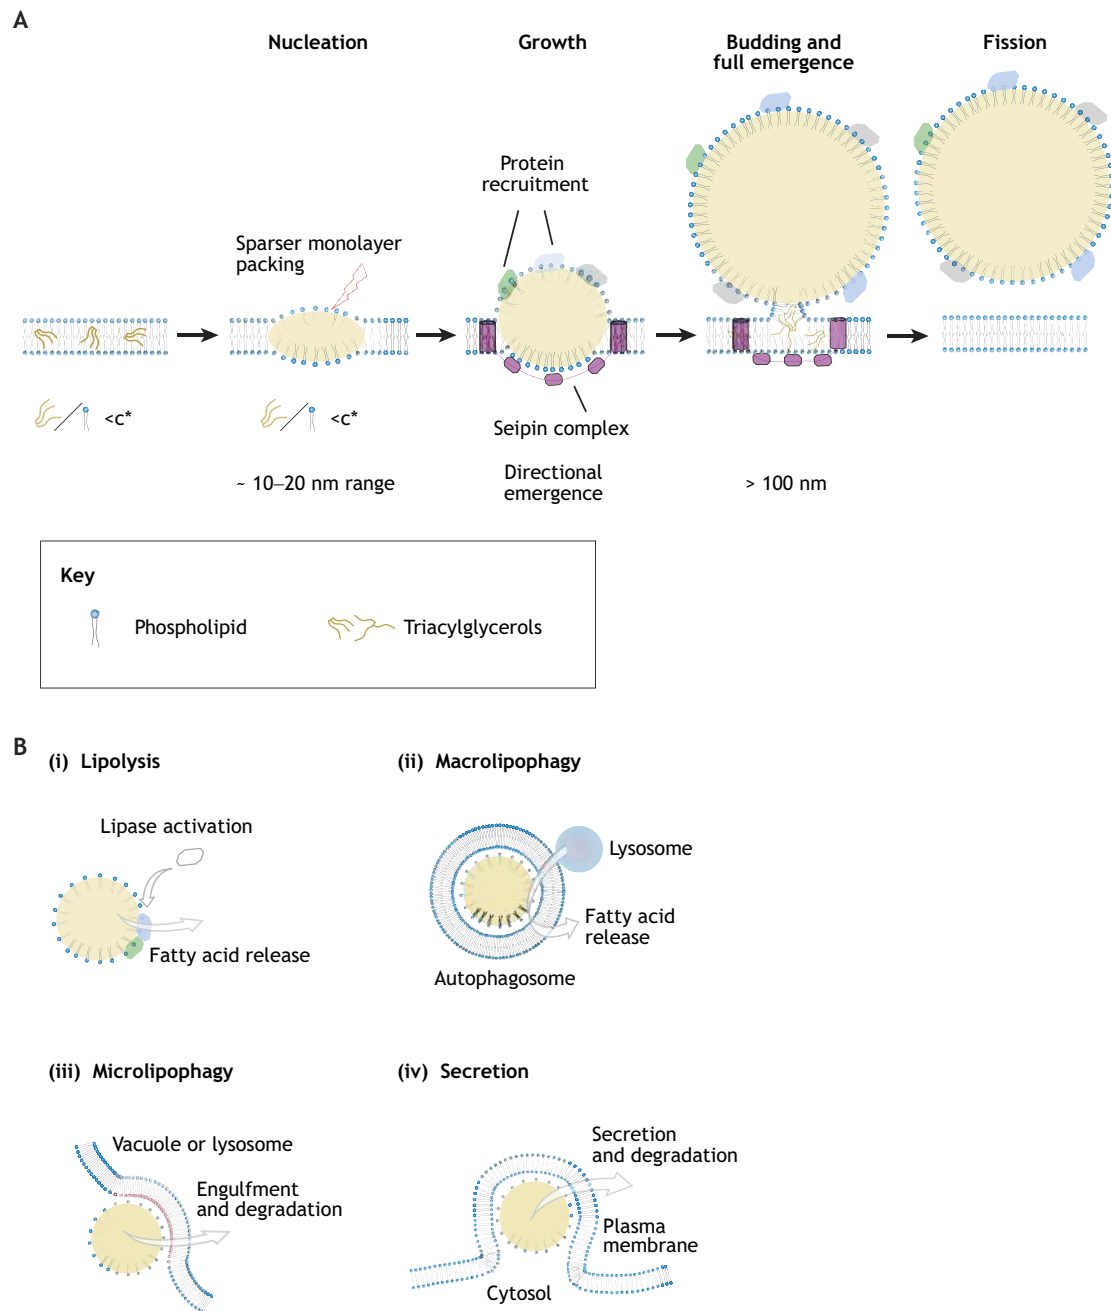 A
Nucleation
Growth
Budding and
full emergence
Fission
Protein
recruitment
Sparser monolayer
packing
<c*
<c*
Seipin complex
~ 10–20 nm range
Directional
emergence
> 100 nm
Key
Phospholipid
Triacylglycerols
B
(i) Lipolysis
Lipase activation
Fatty acid release
(ii) Macrolipophagy
Lysosome
Fatty acid
release
Autophagosome
(iii) Microlipophagy
Vacuole or lysosome
Engulfment
and degradation
(iv) Secretion
Secretion
and degradation
Plasma
membrane
Cytosol